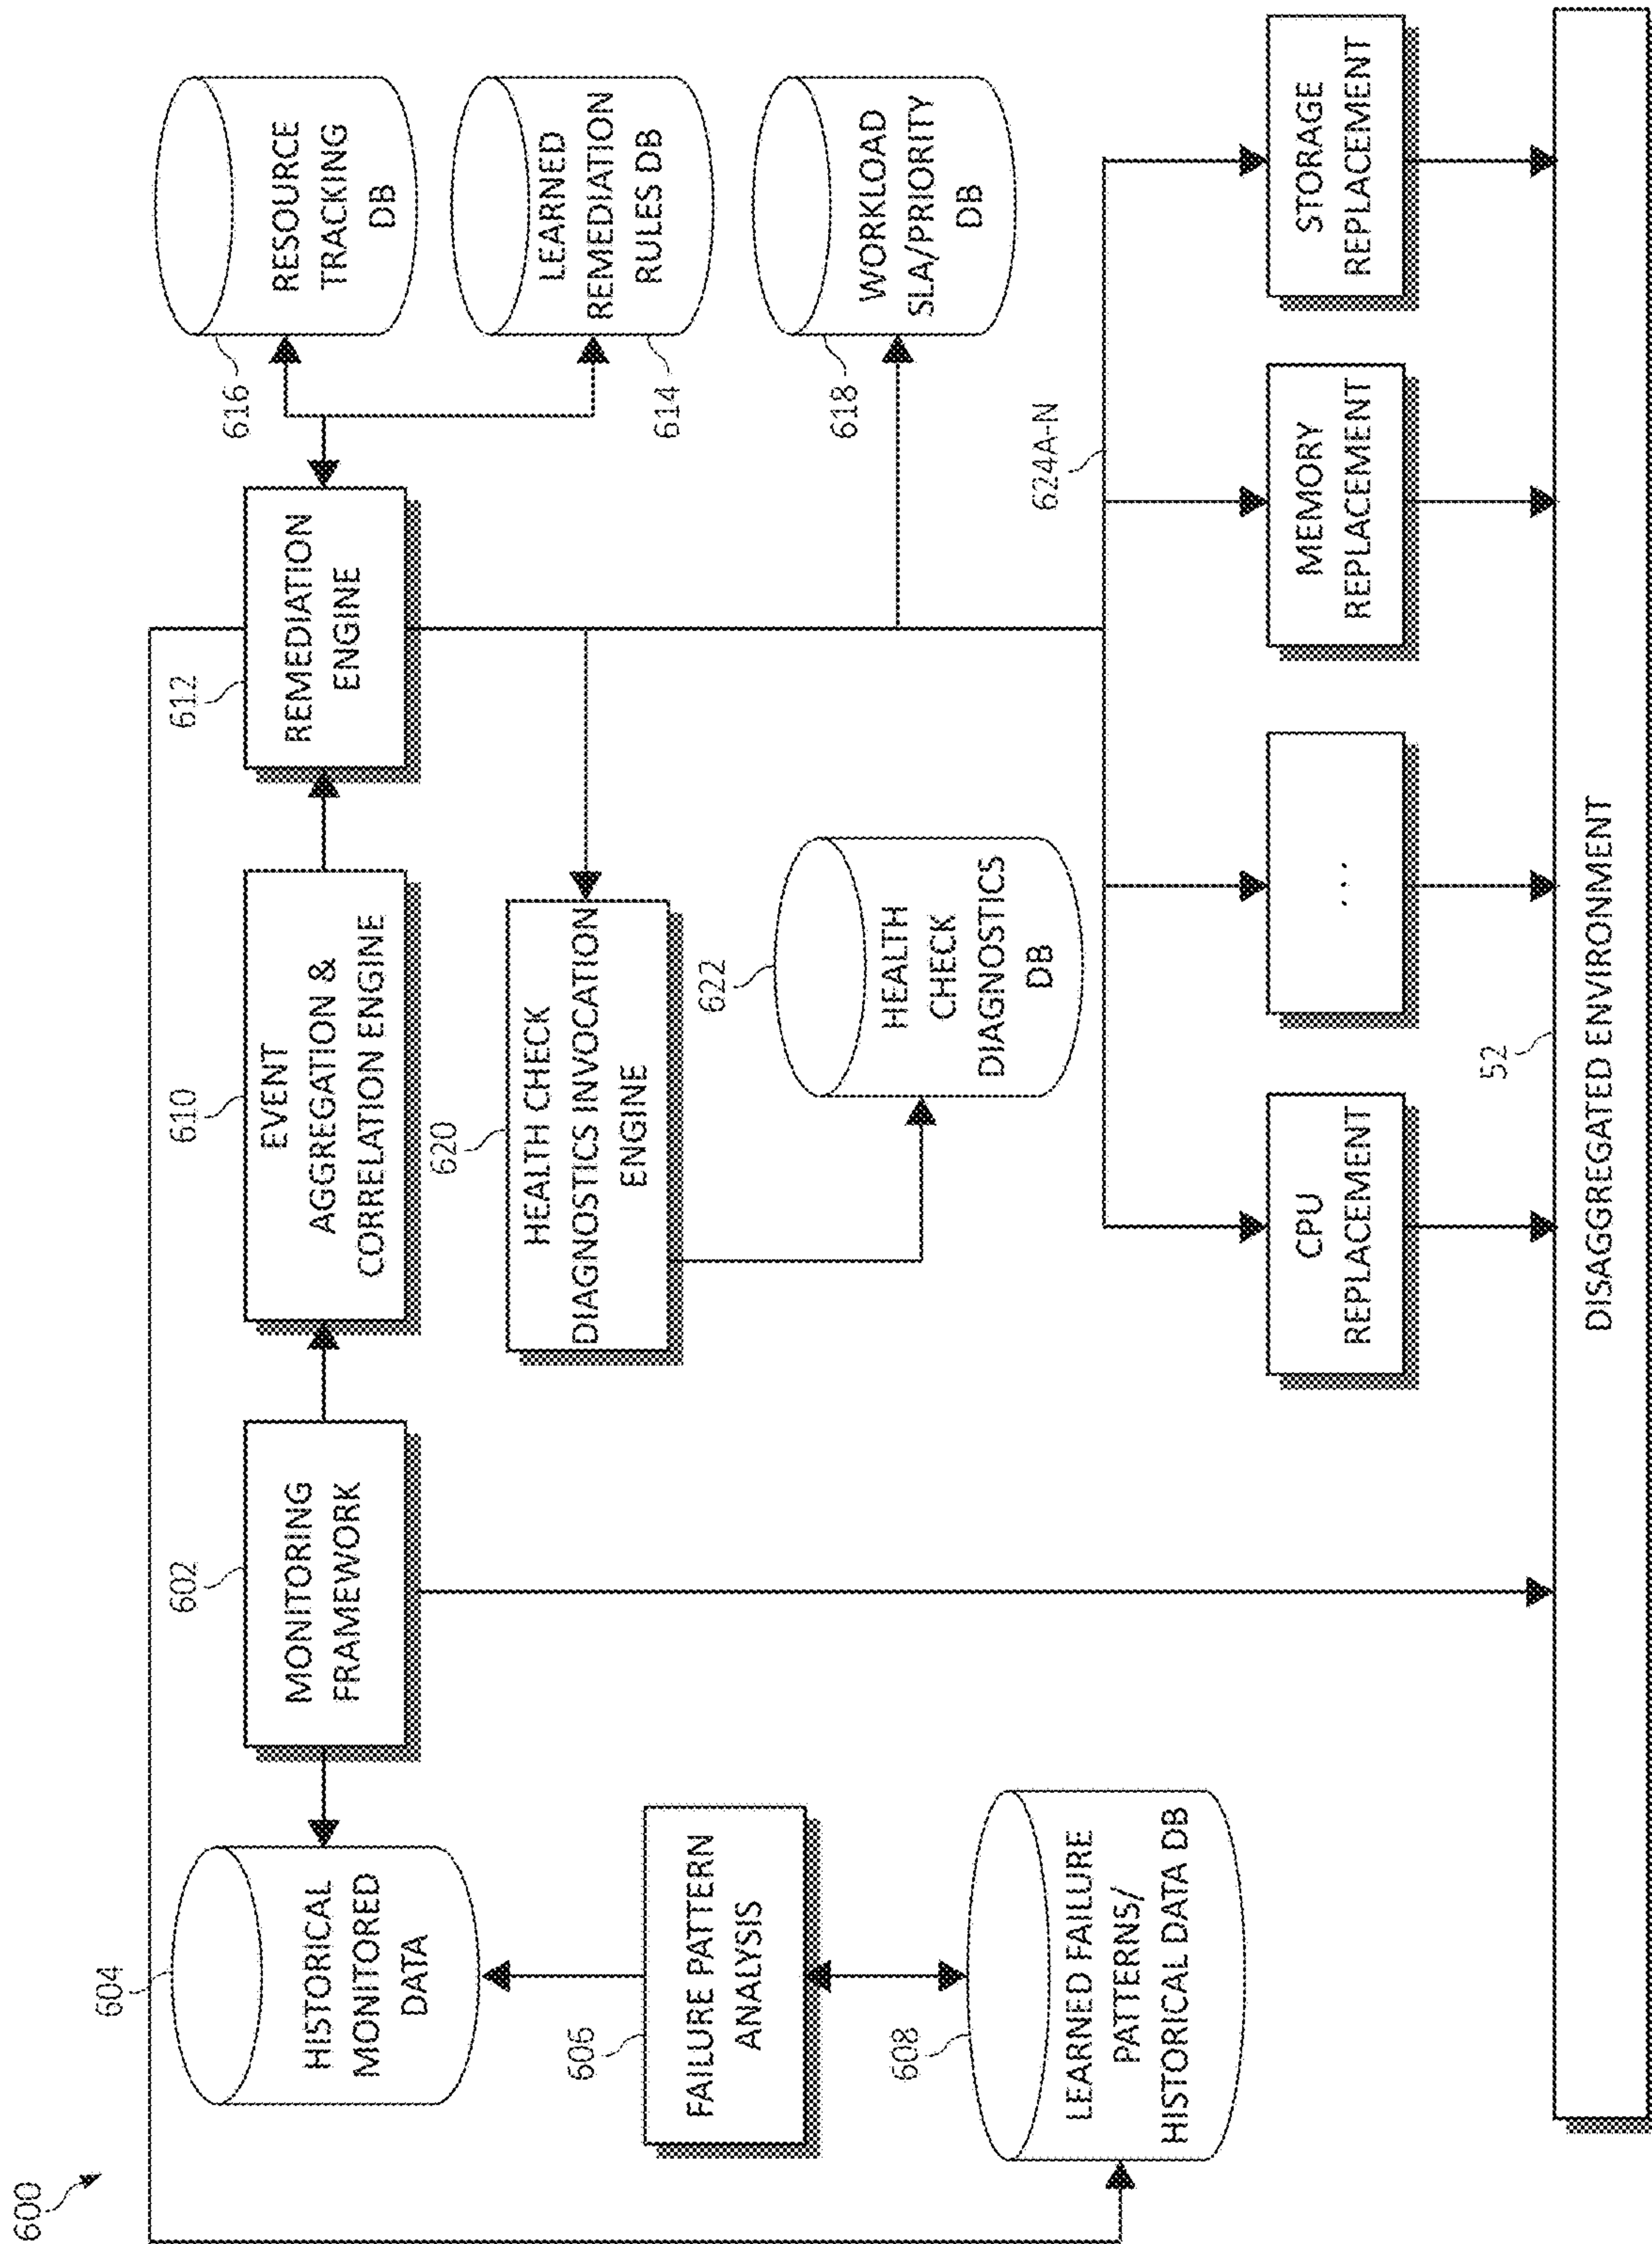 600
604
HISTORICAL
MONITORED
DATA
602
MONITORING
FRAMEWORK
610
EVENT
AGGREGATION &
CORRELATION ENGINE
612
REMEDIATION
ENGINE
616
RESOURCE
TRACKING
DB
614
LEARNED
REMEDIATION
RULES DB
606
FAILURE PATTERN
ANALYSIS
620
HEALTH CHECK
DIAGNOSTICS INVOCATION
ENGINE
618
WORKLOAD
SLA/PRIORITY
DB
608
LEARNED FAILURE
PATTERNS/
HISTORICAL DATA DB
622
HEALTH
CHECK
DIAGNOSTICS
DB
624A-N
CPU
REPLACEMENT
...
MEMORY
REPLACEMENT
STORAGE
REPLACEMENT
52
DISAGGREGATED ENVIRONMENT